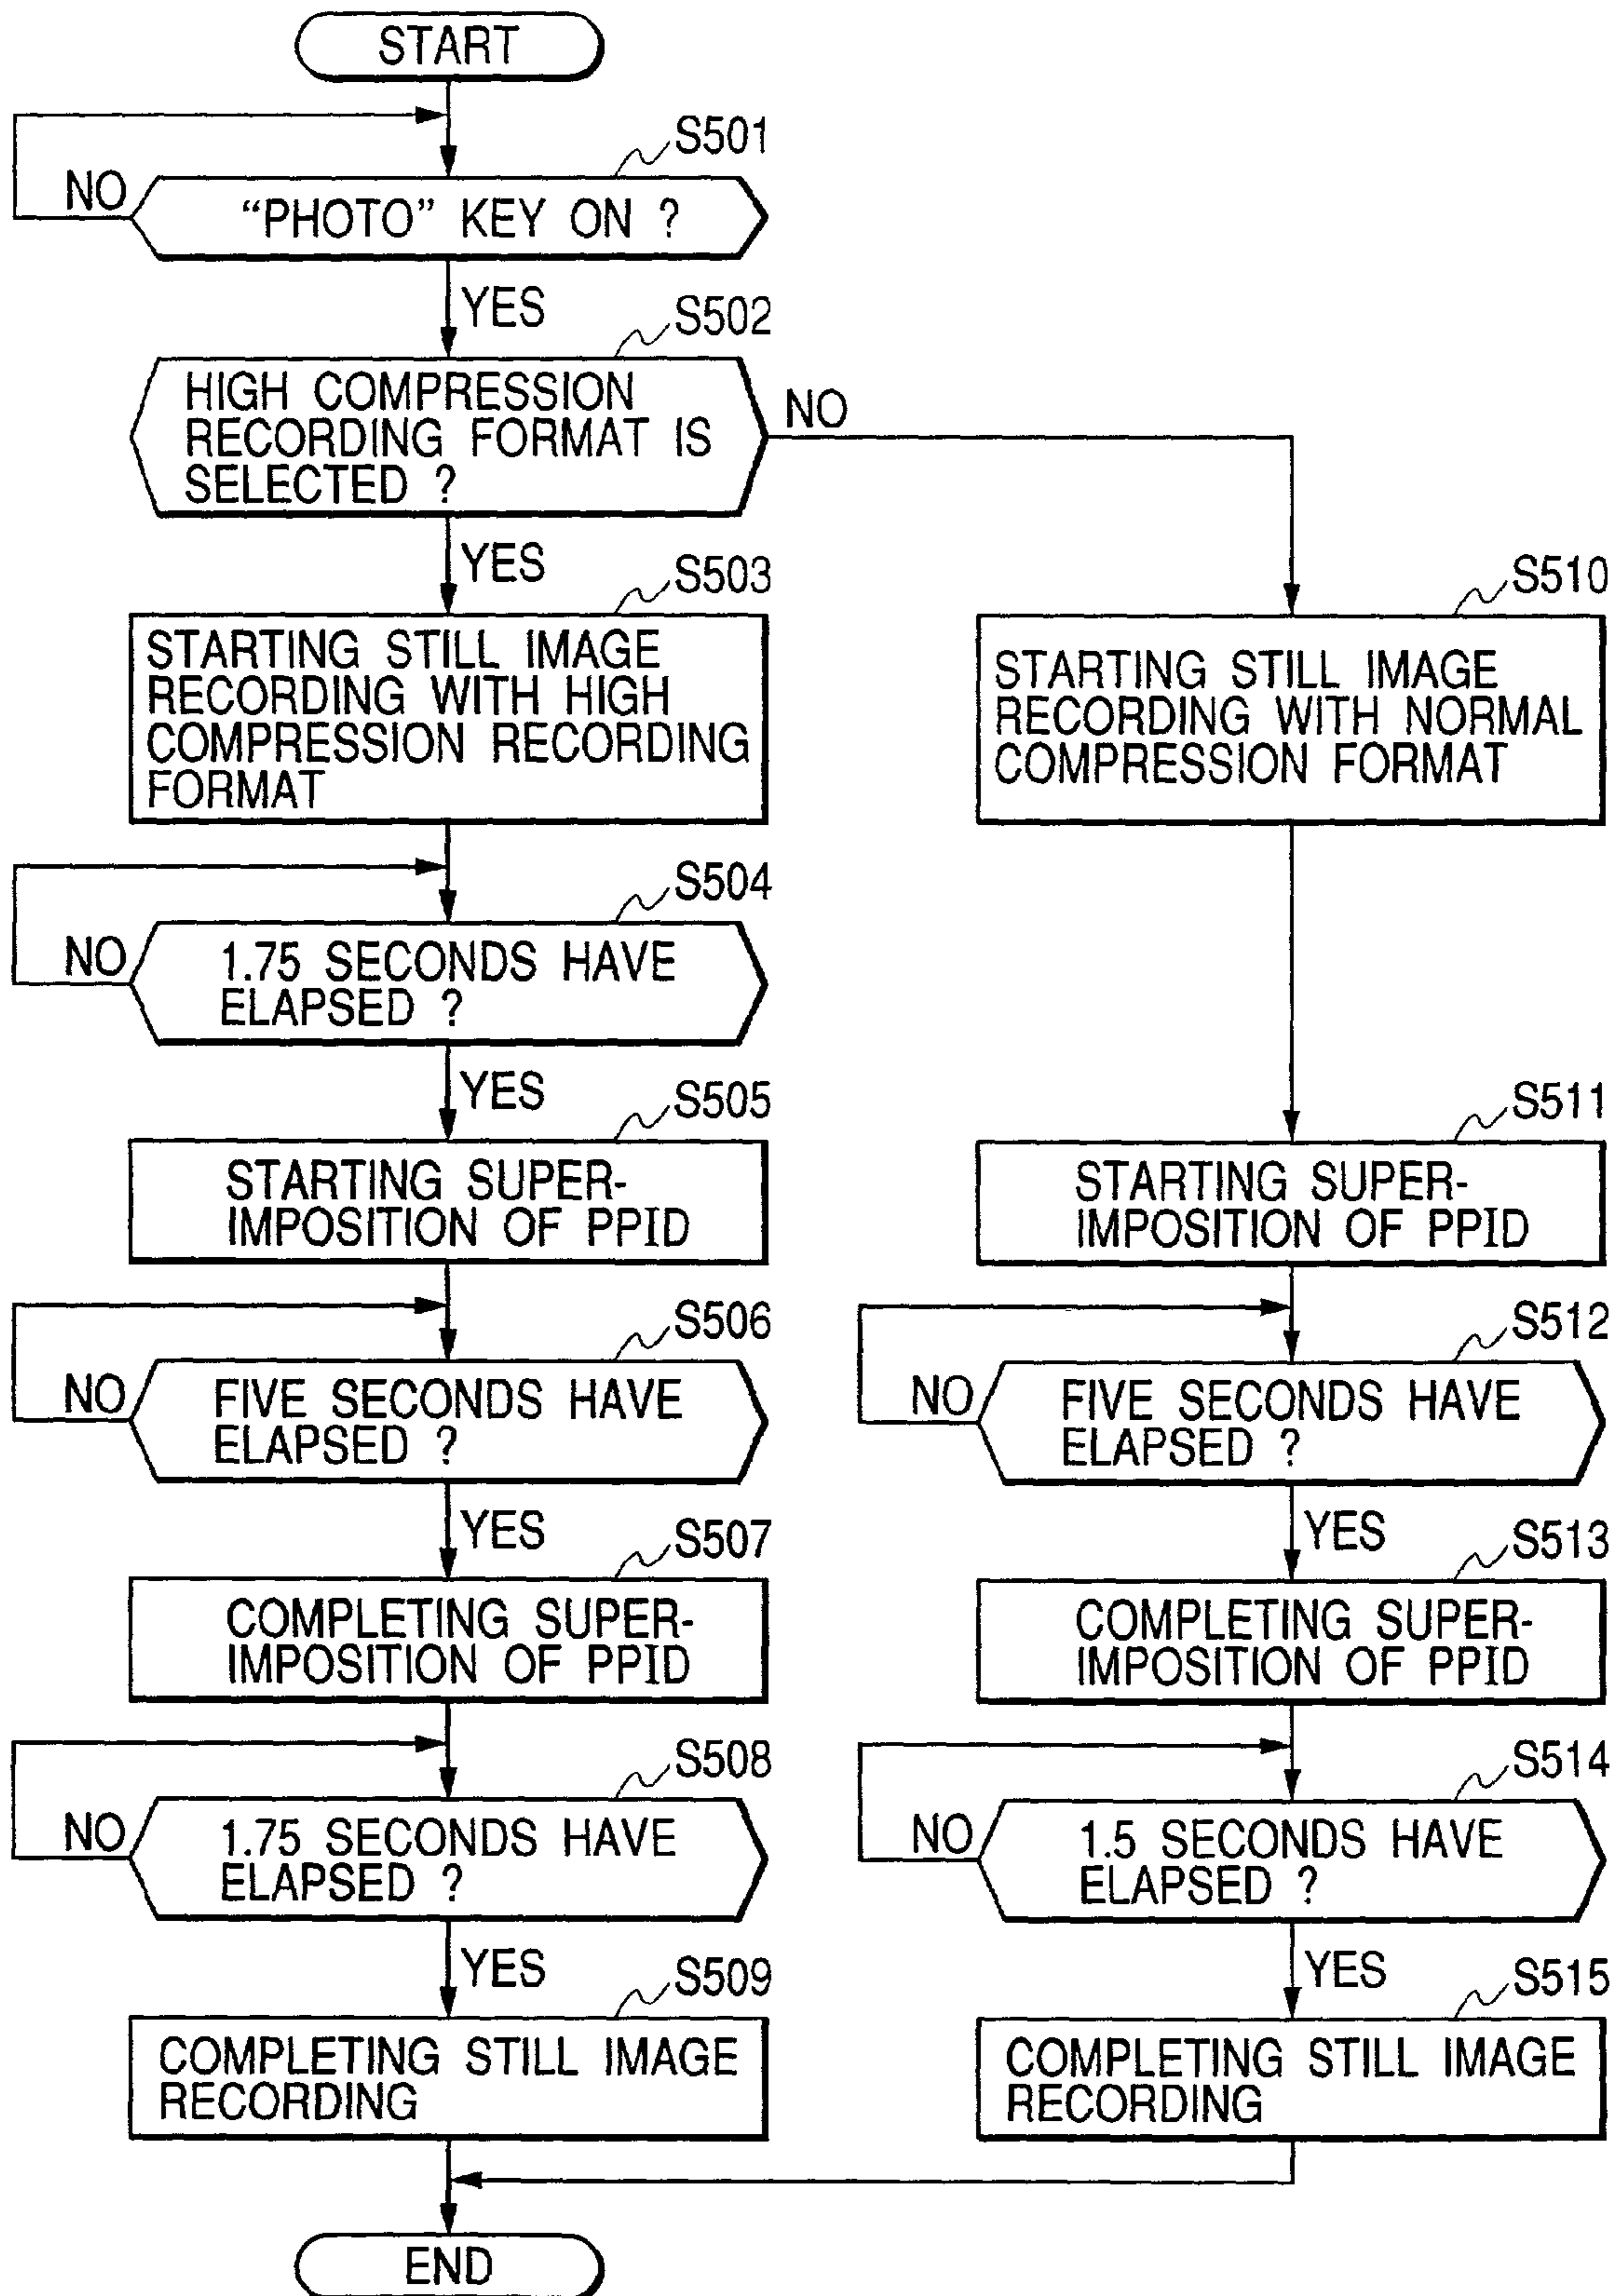 START
S501
NO
“PHOTO” KEY ON ?
YES
S502
HIGH COMPRESSION
RECORDING FORMAT IS
SELECTED ?
NO
YES
S503
STARTING STILL IMAGE
RECORDING WITH HIGH
COMPRESSION RECORDING
FORMAT
S510
STARTING STILL IMAGE
RECORDING WITH NORMAL
COMPRESSION FORMAT
S504
NO
1.75 SECONDS HAVE
ELAPSED ?
YES
S505
STARTING SUPER-
IMPOSITION OF PPID
S511
STARTING SUPER-
IMPOSITION OF PPID
S506
NO
FIVE SECONDS HAVE
ELAPSED ?
YES
S512
NO
FIVE SECONDS HAVE
ELAPSED ?
YES
S507
COMPLETING SUPER-
IMPOSITION OF PPID
S513
COMPLETING SUPER-
IMPOSITION OF PPID
S508
NO
1.75 SECONDS HAVE
ELAPSED ?
YES
S514
NO
1.5 SECONDS HAVE
ELAPSED ?
YES
S509
COMPLETING STILL IMAGE
RECORDING
S515
COMPLETING STILL IMAGE
RECORDING
END